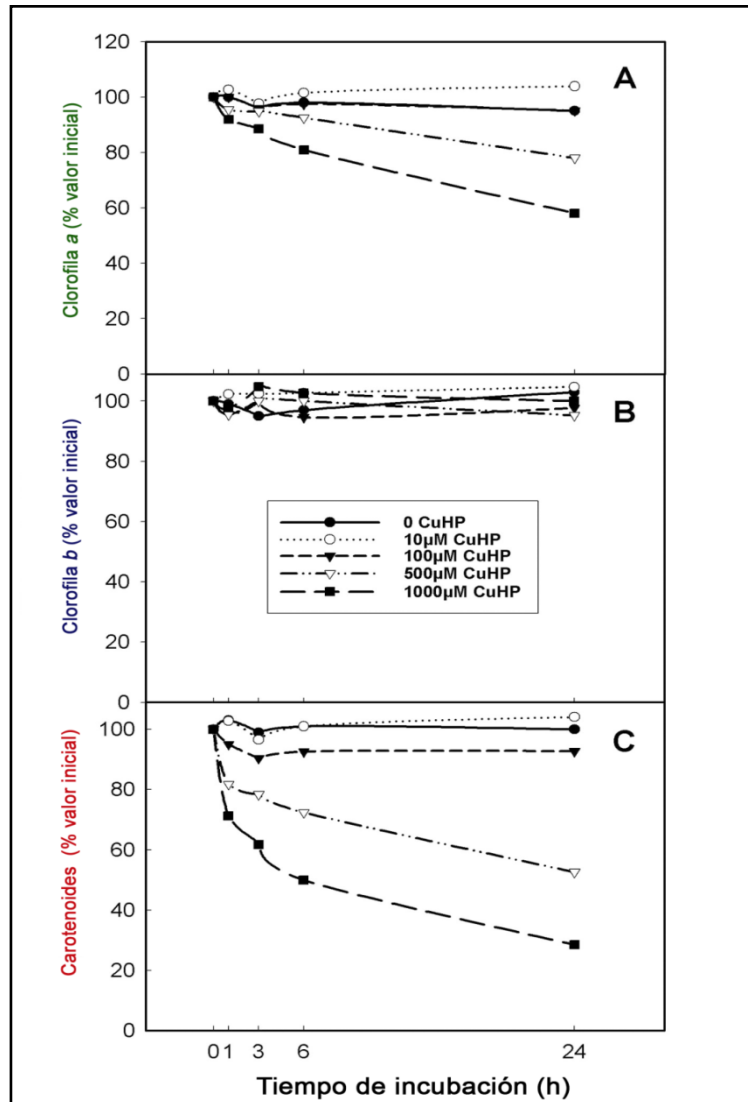 120
100
80
60
40
20
0
Clorofila a (% valor inicial)
A
100
80
60
40
20
0
Clorofila b (% valor inicial)
B
0 CuHP
10µM CuHP
100µM CuHP
500µM CuHP
1000µM CuHP
100
80
60
40
20
0
Carotenoides (% valor inicial)
C
0 1 3 6 24
Tiempo de incubación (h)